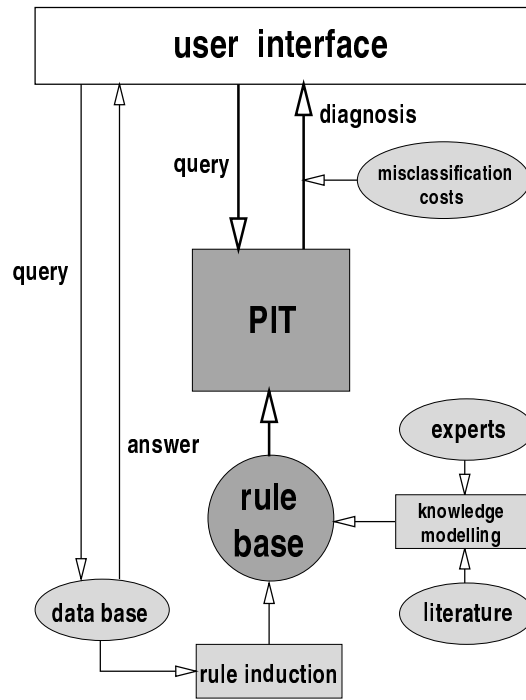 user interface
diagnosis
query
misclassification
costs
query
PIT
experts
answer
rule
base
knowledge
modelling
data base
literature
rule induction